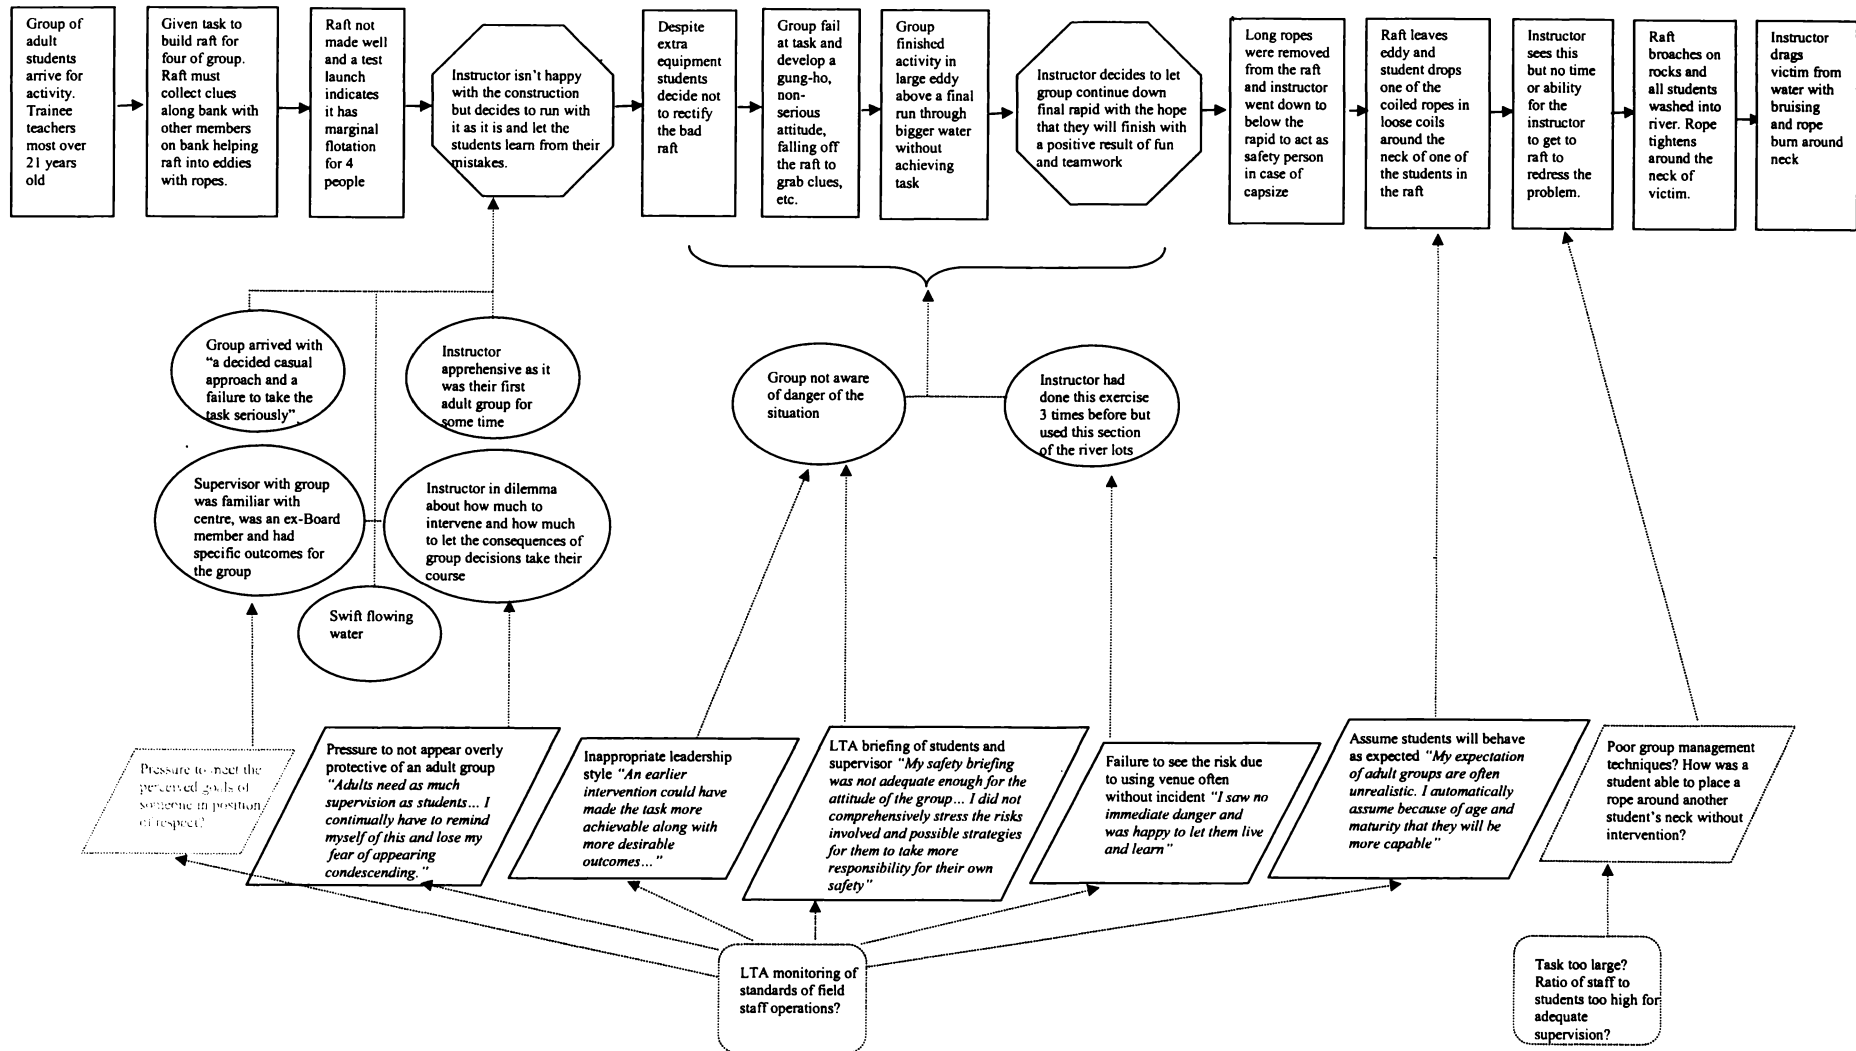 Group of
adult
students
arrive for
activity.
Trainee
teachers
most over
21 years
old
Given task to
build raft for
four of group.
Raft must
collect clues
along bank with
other members
on bank helping
raft into eddies
with ropes.
Raft not
made well
and a test
launch
indicates
it has
marginal
flotation
for 4
people
Instructor isn't happy
with the construction
but decides to run with
it as it is and let the
students learn from their
mistakes.
Despite
extra
equipment
students
decide not
to rectify
the bad
raft
Group fail
at task and
develop a
gung-ho,
non-
serious
attitude,
falling off
the raft to
grab clues,
etc.
Group
finished
activity in
large eddy
above a final
run through
bigger water
without
achieving
task
Instructor decides to let
group continue down
final rapid with the hope
that they will finish with
a positive result of fun
and teamwork
Long ropes
were removed
from the raft
and instructor
went down to
below the
rapid to act as
safety person
in case of
capsize
Raft leaves
eddy and
student drops
one of the
coiled ropes in
loose coils
around the
neck of one of
the students in
the raft
Instructor
sees this
but no time
or ability
for the
instructor
to get to
raft to
redress the
problem.
Raft
broaches on
rocks and
all students
washed into
river. Rope
tightens
around the
neck of
victim.
Instructor
drags
victim from
water with
bruising
and rope
burn around
neck
Group arrived with
"a decided casual
approach and a
failure to take the
task seriously"
Instructor
apprehensive as it
was their first
adult group for
some time
Group not aware
of danger of the
situation
Instructor had
done this exercise
3 times before but
used this section
of the river lots
Supervisor with group
was familiar with
centre, was an ex-Board
member and had
specific outcomes for
the group
Instructor in dilemma
about how much to
intervene and how much
to let the consequences of
group decisions take their
course
Swift flowing
water
Pressure to meet the
perceived goals of
someone in position
of respect?
Pressure to not appear overly
protective of an adult group
"Adults need as much
supervision as students... I
continually have to remind
myself of this and lose my
fear of appearing
condescending."
Inappropriate leadership
style "An earlier
intervention could have
made the task more
achievable along with
more desirable
outcomes..."
LTA briefing of students and
supervisor "My safety briefing
was not adequate enough for the
attitude of the group... I did not
comprehensively stress the risks
involved and possible strategies
for them to take more
responsibility for their own
safety"
Failure to see the risk due
to using venue often
without incident "I saw no
immediate danger and
was happy to let them live
and learn"
Assume students will behave
as expected "My expectation
of adult groups are often
unrealistic. I automatically
assume because of age and
maturity that they will be
more capable"
Poor group management
techniques? How was a
student able to place a
rope around another
student's neck without
intervention?
LTA monitoring of
standards of field
staff operations?
Task too large?
Ratio of staff to
students too high for
adequate
supervision?